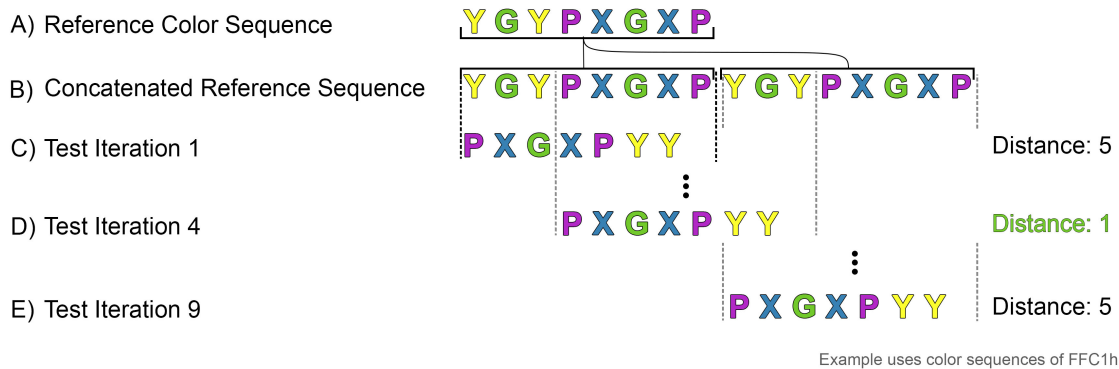 A) Reference Color Sequence Y G Y P X G X P
B) Concatenated Reference Sequence Y G Y P X G X P Y G Y P X G X P
C) Test Iteration 1 P X G X P Y Y Distance: 5
D) Test Iteration 4 P X G X P Y Y Distance: 1
E) Test Iteration 9 P X G X P Y Y Distance: 5
Example uses color sequences of FFC1h